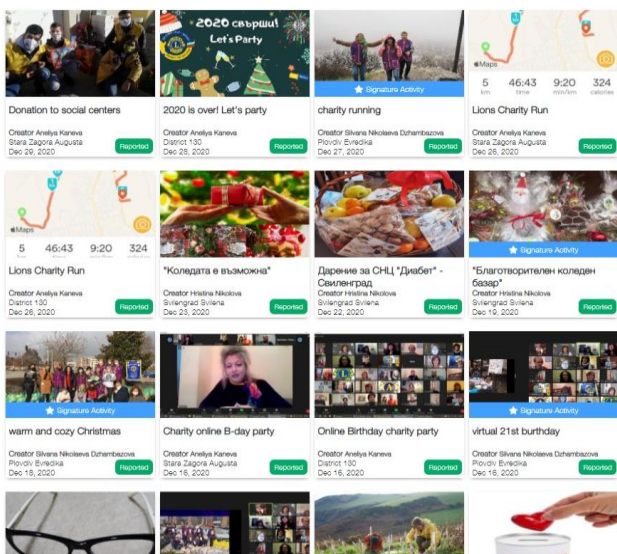 2020 свърши!
Let's Party
Signature Activity
Maps
5 46:43 9:20 324
km time min/km calories
Donation to social centers
Creator Aneliya Kaneva
Stara Zagora Augusta
Dec 29, 2020
Reported
2020 is over! Let's party
Creator Aneliya Kaneva
District 130
Dec 28, 2020
Reported
charity running
Creator Silvana Nikolaeva Dzhambazova
Plovdiv Evredika
Dec 27, 2020
Reported
Lions Charity Run
Creator Aneliya Kaneva
Stara Zagora Augusta
Dec 26, 2020
Reported
Maps
5 46:43 9:20 324
Signature Activity
Lions Charity Run
Creator Aneliya Kaneva
District 130
Dec 26, 2020
Reported
"Коледата е възможна"
Creator Hristina Nikolova
Svilengrad Svilena
Dec 23, 2020
Reported
Дарение за СНЦ "Диабет" -
Свиленград
Creator Hristina Nikolova
Svilengrad Svilena
Dec 22, 2020
Reported
"Благотворителен коледен
базар"
Creator Hristina Nikolova
Svilengrad Svilena
Dec 19, 2020
Reported
Signature Activity
Signature Activity
warm and cozy Christmas
Creator Silvana Nikolaeva Dzhambazova
Plovdiv Evredika
Dec 18, 2020
Reported
Charity online B-day party
Creator Aneliya Kaneva
Stara Zagora Augusta
Dec 16, 2020
Reported
Online Birthday charity party
Creator Aneliya Kaneva
District 130
Dec 16, 2020
Reported
virtual 21st burthday
Creator Silvana Nikolaeva Dzhambazova
Plovdiv Evredika
Dec 16, 2020
Reported